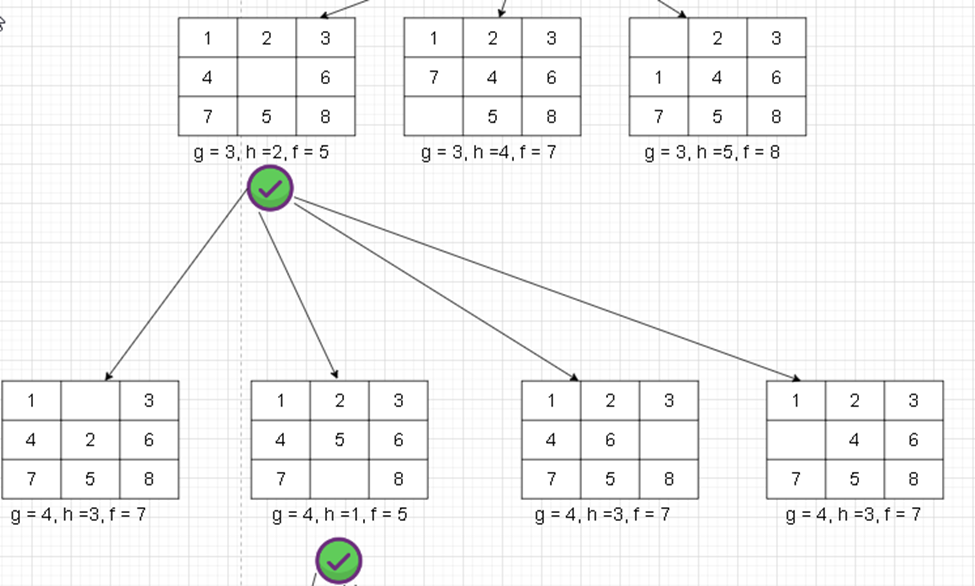 1 2 3
4 6
7 5 8
g = 3, h =2, f = 5
1 2 3
7 4 6
5 8
g = 3, h =4, f = 7
2 3
1 4 6
7 5 8
g = 3, h =5, f = 8
1 3
4 2 6
7 5 8
g = 4, h =3, f = 7
1 2 3
4 5 6
7 8
g = 4, h =1, f = 5
1 2 3
4 6
7 5 8
g = 4, h =3, f = 7
1 2 3
4 6
7 5 8
g = 4, h =3, f = 7